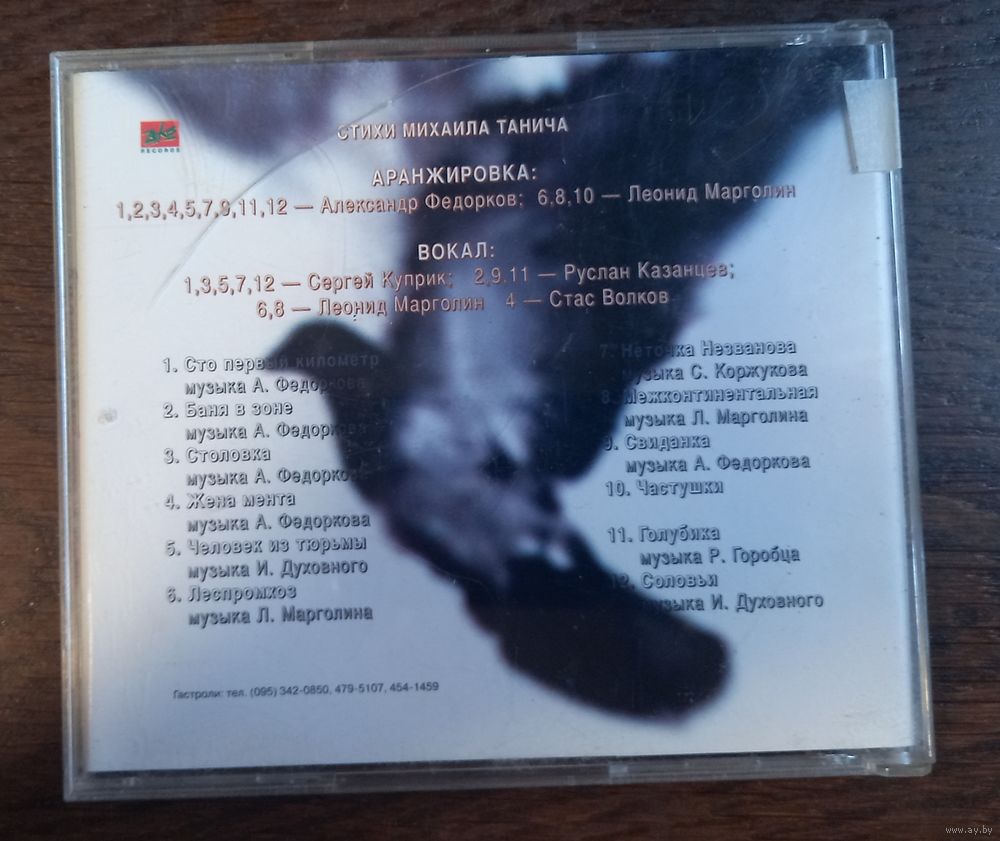 RECORDS
СТИХИ МИХАИЛА ТАНИЧА
АРАНЖИРОВКА:
1,2,3,4,5,7,9,11,12 — Александр Федорков; 6,8,10 — Леонид Марголин
ВОКАЛ:
1,3,5,7,12 — Сергей Куприк; 2,9.11 — Руслан Казанцев;
6,8 — Леонид Марголин 4 — Стас Волков
1. Сто первый километр
музыка А. Федоркова
2. Баня в зоне
музыка А. Федоркова
3. Столовка
музыка А. Федоркова
4. Жена мента
музыка А. Федоркова
5. Человек из тюрьмы
музыка И. Духовного
6. Леспромхоз
музыка Л. Марголина
7. Неточка Незванова
музыка С. Коржукова
8. Межконтинентальная
музыка Л. Марголина
9. Свиданка
музыка А. Федоркова
10. Частушки
11. Голубика
музыка Р. Горобца
12. Соловьи
музыка И. Духовного
Гастроли: тел. (095) 342-0850, 479-5107, 454-1459
www.ay.by